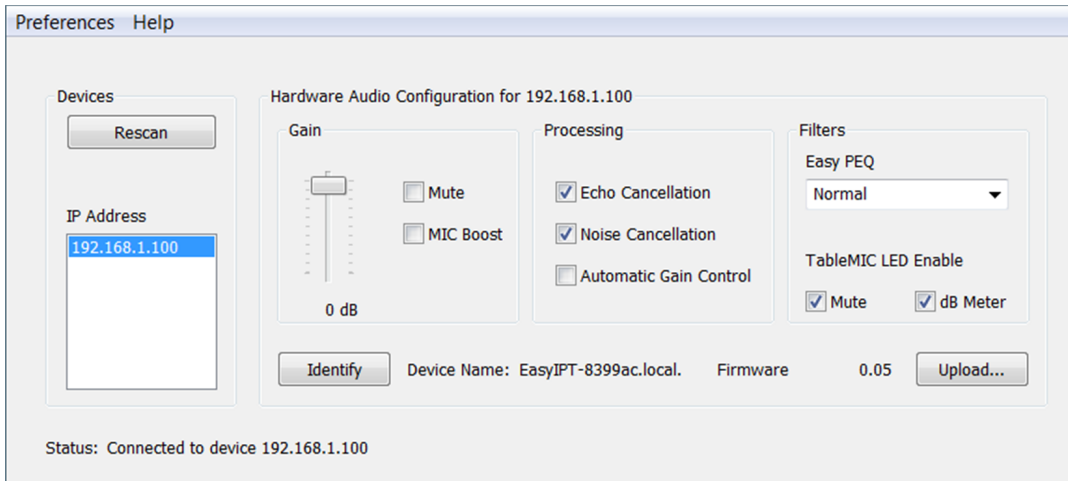 Preferences Help
Devices
Rescan
IP Address
192.168.1.100
Hardware Audio Configuration for 192.168.1.100
Gain
Mute
MIC Boost
0 dB
Processing
Echo Cancellation
Noise Cancellation
Automatic Gain Control
Filters
Easy PEQ
Normal
TableMIC LED Enable
Mute dB Meter
Identify Device Name: EasyIPT-8399ac.local. Firmware 0.05 Upload...
Status: Connected to device 192.168.1.100